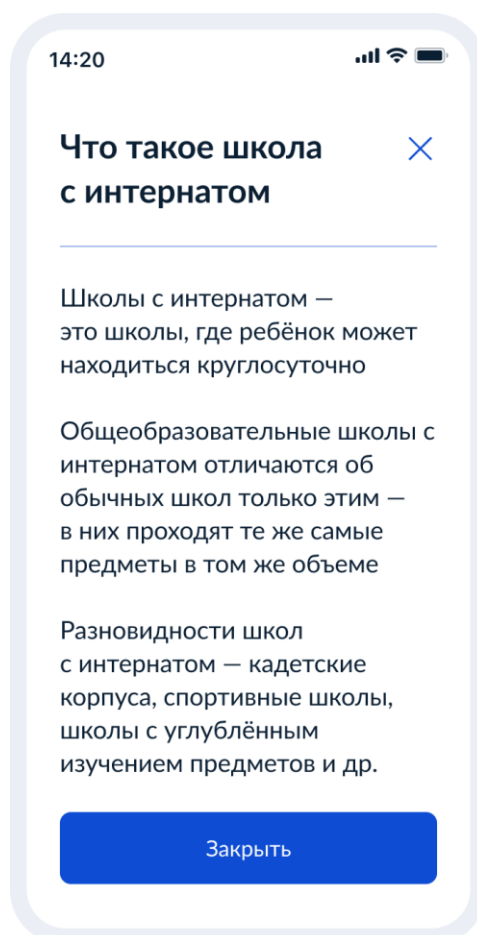 14:20
Что такое школа
с интернатом
Школы с интернатом —
это школы, где ребёнок может
находиться круглосуточно
Общеобразовательные школы с
интернатом отличаются об
обычных школ только этим —
в них проходят те же самые
предметы в том же объеме
Разновидности школ
с интернатом — кадетские
корпуса, спортивные школы,
школы с углублённым
изучением предметов и др.
Закрыть